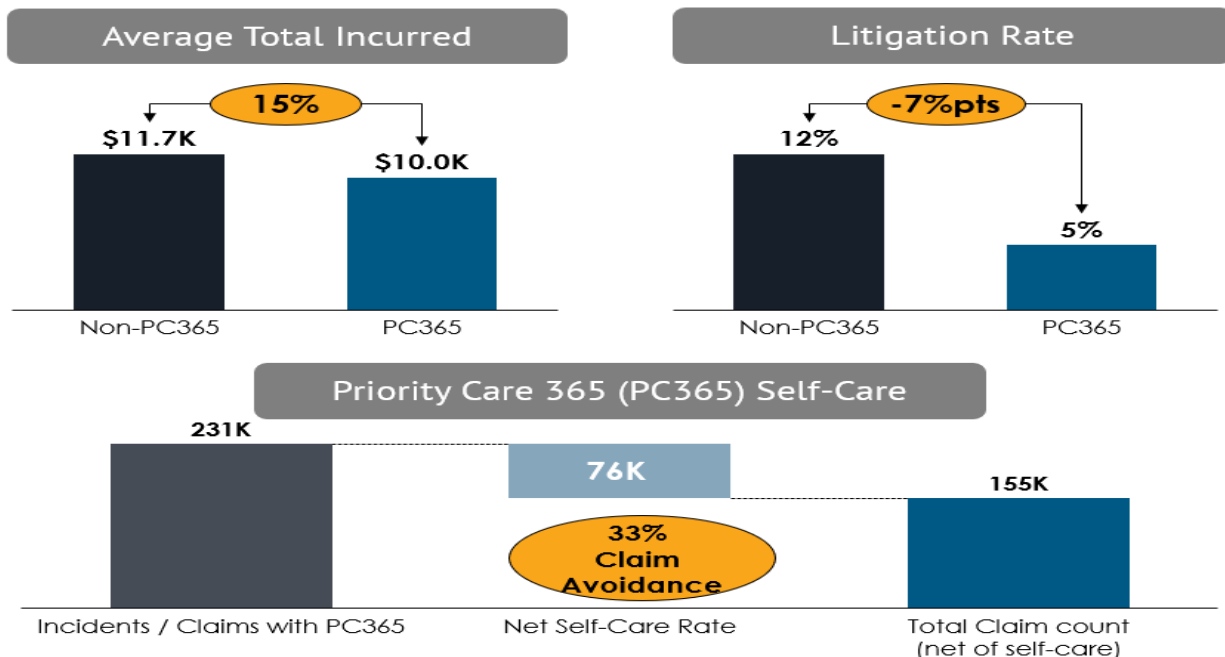 Average Total Incurred
15%
$11.7K
$10.0K
Non-PC365
PC365
Litigation Rate
-7%pts
12%
5%
Non-PC365
PC365
Priority Care 365 (PC365) Self-Care
231K
76K
155K
33%
Claim
Avoidance
Incidents / Claims with PC365
Net Self-Care Rate
Total Claim count
(net of self-care)